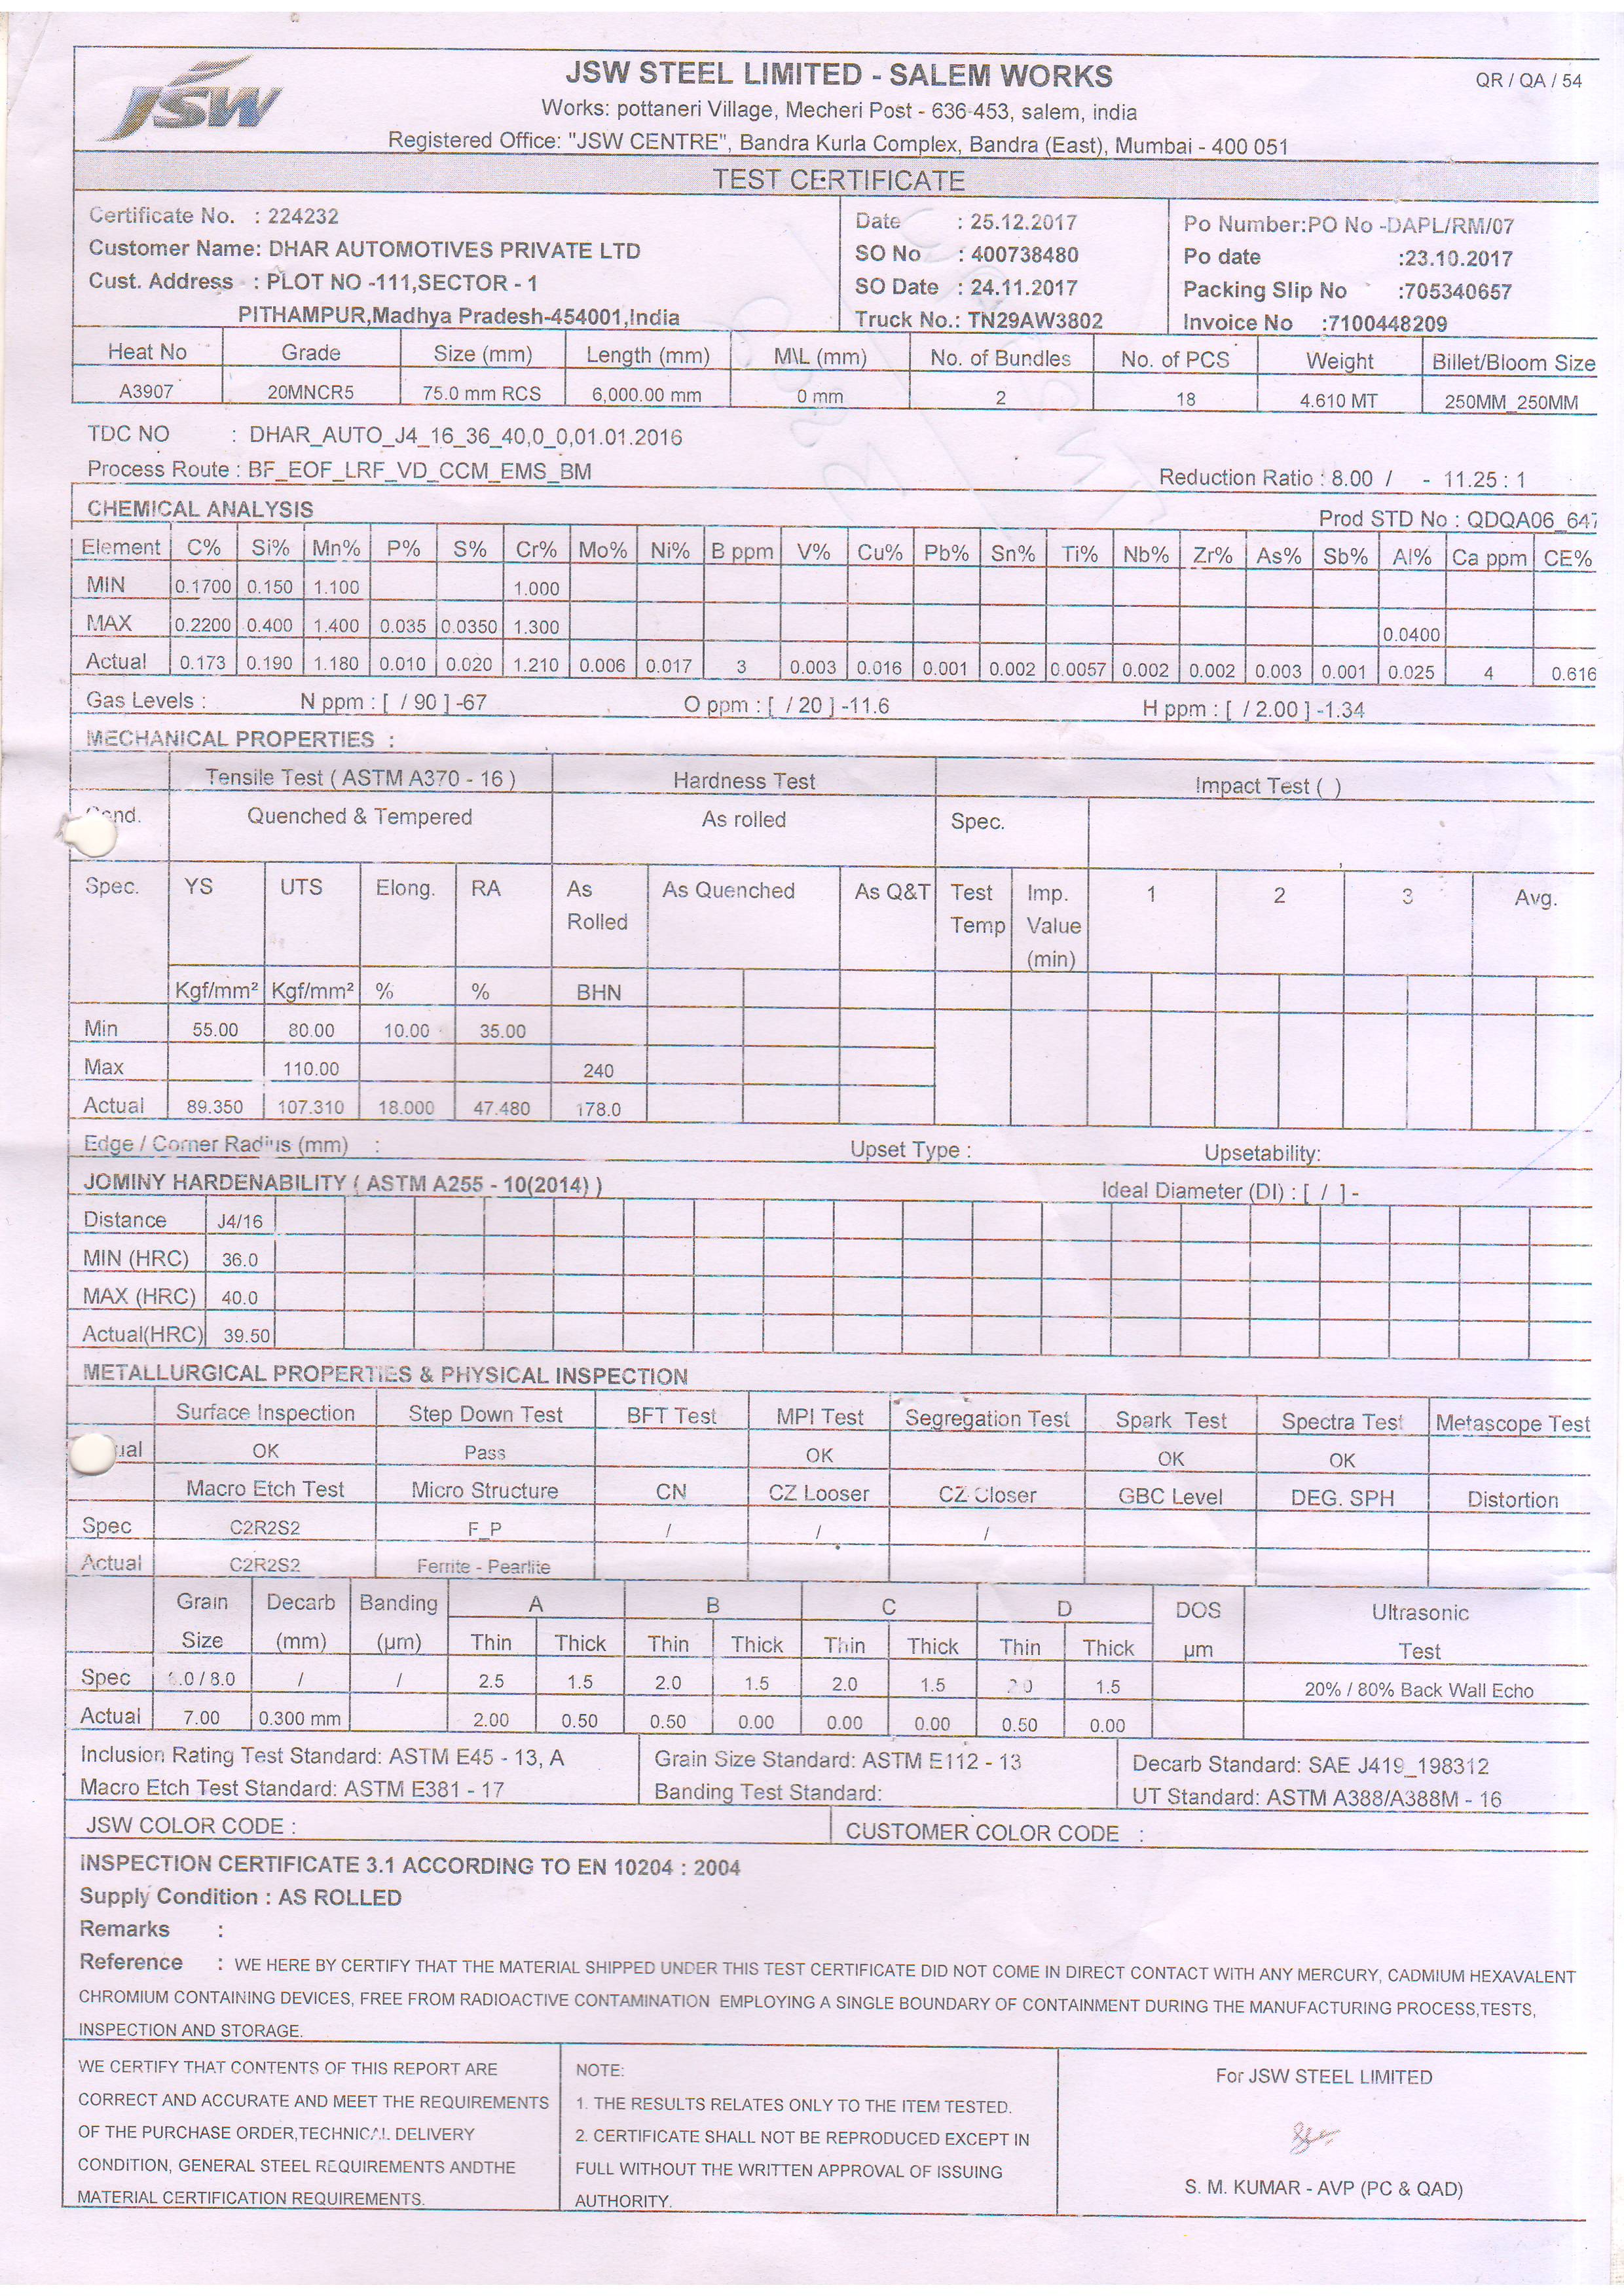 JSW
JSW STEEL LIMITED - SALEM WORKS
QR / QA / 54
Works: pottaneri Village, Mecheri Post - 636-453, salem, india
Registered Office: "JSW CENTRE", Bandra Kurla Complex, Bandra (East), Mumbai - 400 051
TEST CERTIFICATE
Certificate No. : 224232
Customer Name: DHAR AUTOMOTIVES PRIVATE LTD
Cust. Address : PLOT NO -111,SECTOR - 1
PITHAMPUR,Madhya Pradesh-454001,India
Date : 25.12.2017
SO No : 400738480
SO Date : 24.11.2017
Truck No.: TN29AW3802
Po Number:PO No -DAPL/RM/07
Po date :23.10.2017
Packing Slip No :705340657
Invoice No :7100448209
Heat No Grade Size (mm) Length (mm) M\L (mm) No. of Bundles No. of PCS Weight Billet/Bloom Size
A3907 20MNCR5 75.0 mm RCS 6,000.00 mm 0 mm 2 18 4.610 MT 250MM_250MM
TDC NO : DHAR_AUTO_J4_16_36_40,0_0,01.01.2016
Process Route : BF_EOF_LRF_VD_CCM_EMS_BM
Reduction Ratio : 8.00 / - 11.25 : 1
CHEMICAL ANALYSIS
Prod STD No : QDQA06_647
Element C% Si% Mn% P% S% Cr% Mo% Ni% B ppm V% Cu% Pb% Sn% Ti% Nb% Zr% As% Sb% Al% Ca ppm CE%
MIN 0.1700 0.150 1.100 1.000
MAX 0.2200 0.400 1.400 0.035 0.0350 1.300 0.0400
Actual 0.173 0.190 1.180 0.010 0.020 1.210 0.006 0.017 3 0.003 0.016 0.001 0.002 0.0057 0.002 0.002 0.003 0.001 0.025 4 0.616
Gas Levels : N ppm : [ / 90 ] -67 O ppm : [ / 20 ] -11.6 H ppm : [ / 2.00 ] -1.34
MECHANICAL PROPERTIES :
Tensile Test ( ASTM A370 - 16 ) Hardness Test Impact Test ( )
Quenched & Tempered As rolled Spec.
Spec. YS UTS Elong. RA As Rolled As Quenched As Q&T Test Temp Imp. Value (min) 1 2 3 Avg.
Kgf/mm² Kgf/mm² % % BHN
Min 55.00 80.00 10.00 35.00
Max 110.00 240
Actual 89.350 107.310 18.000 47.480 178.0
Edge / Corner Radius (mm) : Upset Type : Upsetability:
JOMINY HARDENABILITY ( ASTM A255 - 10(2014) ) Ideal Diameter (DI) : [ / ] -
Distance J4/16
MIN (HRC) 36.0
MAX (HRC) 40.0
Actual(HRC) 39.50
METALLURGICAL PROPERTIES & PHYSICAL INSPECTION
Surface Inspection Step Down Test BFT Test MPI Test Segregation Test Spark Test Spectra Test Metascope Test
OK Pass OK OK OK
Macro Etch Test Micro Structure CN CZ Looser CZ Closer GBC Level DEG. SPH Distortion
Spec C2R2S2 F_P / / /
Actual C2R2S2 Ferrite - Pearlite
Grain Size Decarb (mm) Banding (µm) A B C D DOS µm Ultrasonic Test
Thin Thick Thin Thick Thin Thick Thin Thick
Spec .0 / 8.0 / / 2.5 1.5 2.0 1.5 2.0 1.5 2.0 1.5 20% / 80% Back Wall Echo
Actual 7.00 0.300 mm 2.00 0.50 0.50 0.00 0.00 0.00 0.50 0.00
Inclusion Rating Test Standard: ASTM E45 - 13, A
Macro Etch Test Standard: ASTM E381 - 17
Grain Size Standard: ASTM E112 - 13
Banding Test Standard:
Decarb Standard: SAE J419_198312
UT Standard: ASTM A388/A388M - 16
JSW COLOR CODE : CUSTOMER COLOR CODE :
INSPECTION CERTIFICATE 3.1 ACCORDING TO EN 10204 : 2004
Supply Condition : AS ROLLED
Remarks :
Reference : WE HERE BY CERTIFY THAT THE MATERIAL SHIPPED UNDER THIS TEST CERTIFICATE DID NOT COME IN DIRECT CONTACT WITH ANY MERCURY, CADMIUM HEXAVALENT
CHROMIUM CONTAINING DEVICES, FREE FROM RADIOACTIVE CONTAMINATION EMPLOYING A SINGLE BOUNDARY OF CONTAINMENT DURING THE MANUFACTURING PROCESS,TESTS,
INSPECTION AND STORAGE.
WE CERTIFY THAT CONTENTS OF THIS REPORT ARE
CORRECT AND ACCURATE AND MEET THE REQUIREMENTS
OF THE PURCHASE ORDER,TECHNICAL DELIVERY
CONDITION, GENERAL STEEL REQUIREMENTS ANDTHE
MATERIAL CERTIFICATION REQUIREMENTS.
NOTE:
1. THE RESULTS RELATES ONLY TO THE ITEM TESTED.
2. CERTIFICATE SHALL NOT BE REPRODUCED EXCEPT IN
FULL WITHOUT THE WRITTEN APPROVAL OF ISSUING
AUTHORITY.
For JSW STEEL LIMITED
S. M. KUMAR - AVP (PC & QAD)